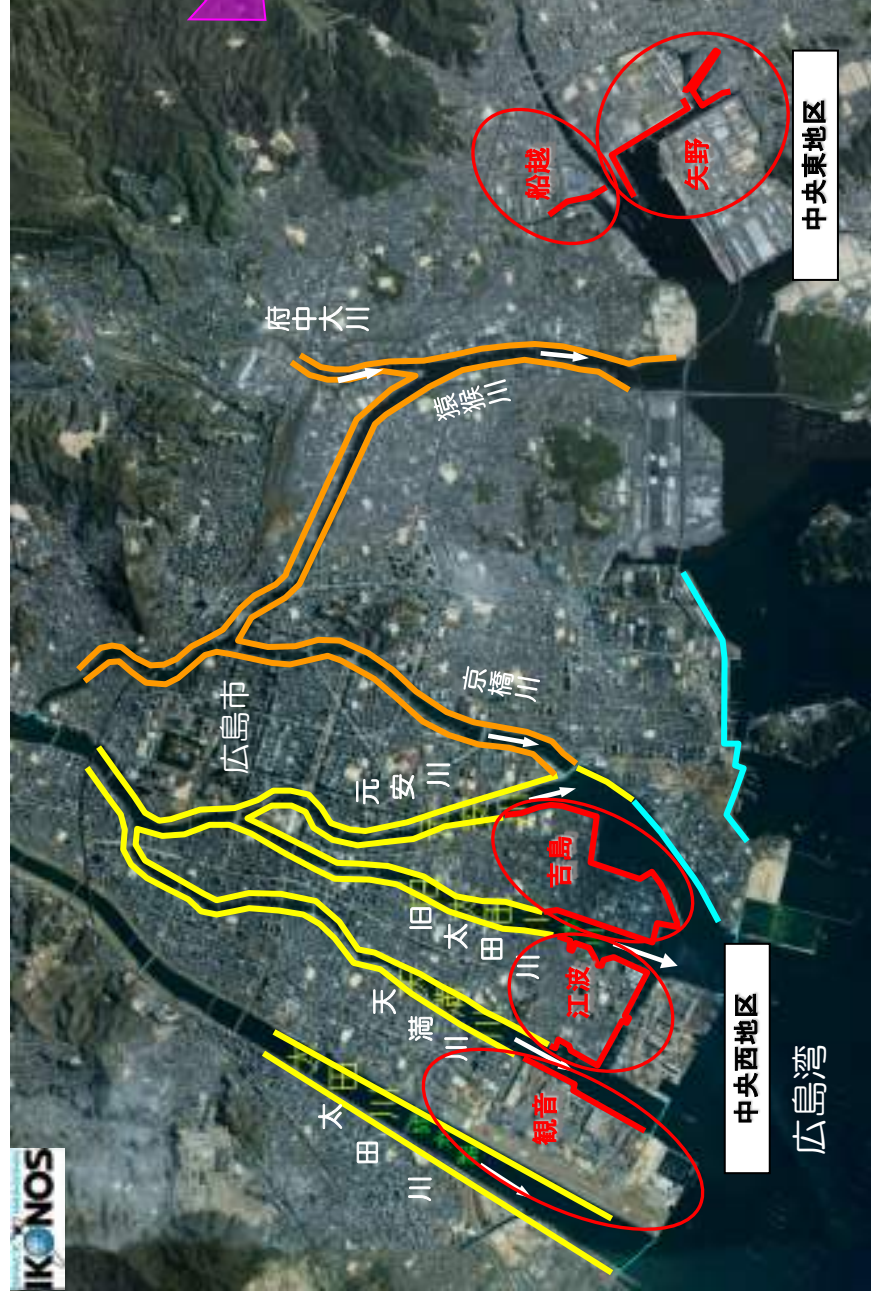 IKONOS
広島市
府中大川
猿猴川
京橋川
元安川
旧太田川
天満川
太田川
船越
矢野
吉島
江波
観音
中央東地区
中央西地区
広島湾